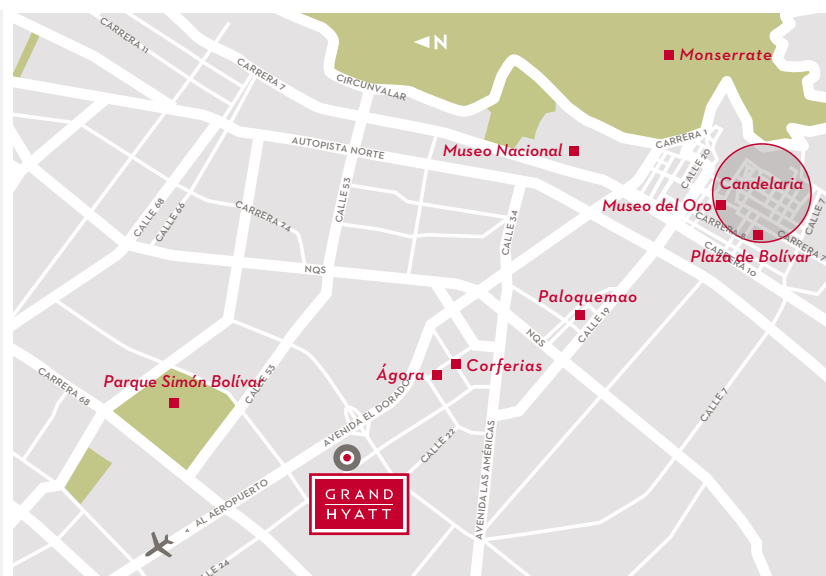 CARRERA 11
N
Monserrate
CARRERA 7
CIRCUNVALAR
CARRERA 1
AUTOPISTA NORTE
Museo Nacional
CALLE 20
Candelaria
CALLE 53
CALLE 68
CALLE 66
CARRERA 24
CALLE 34
Museo del Oro
CALLE 7
CARRERA 8
CARRERA 7
Plaza de Bolívar
CARRERA 10
NQS
Paloquemao
CALLE 19
NQS
Corferias
Ágora
Parque Simón Bolívar
CARRERA 68
CALLE 53
AVENIDA EL DORADO
CALLE 22
CALLE 7
AVENIDA LAS AMÉRICAS
GRAND
HYATT
AL AEROPUERTO